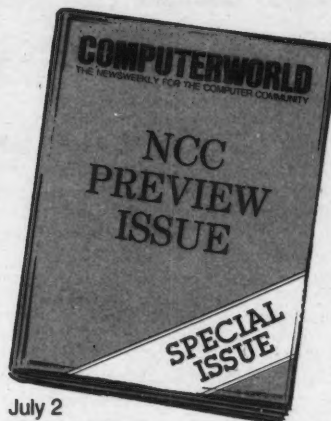 COMPUTERWORLD
THE NEWSWEEKLY FOR THE COMPUTER COMMUNITY
NCC
PREVIEW
ISSUE
SPECIAL
ISSUE
July 2